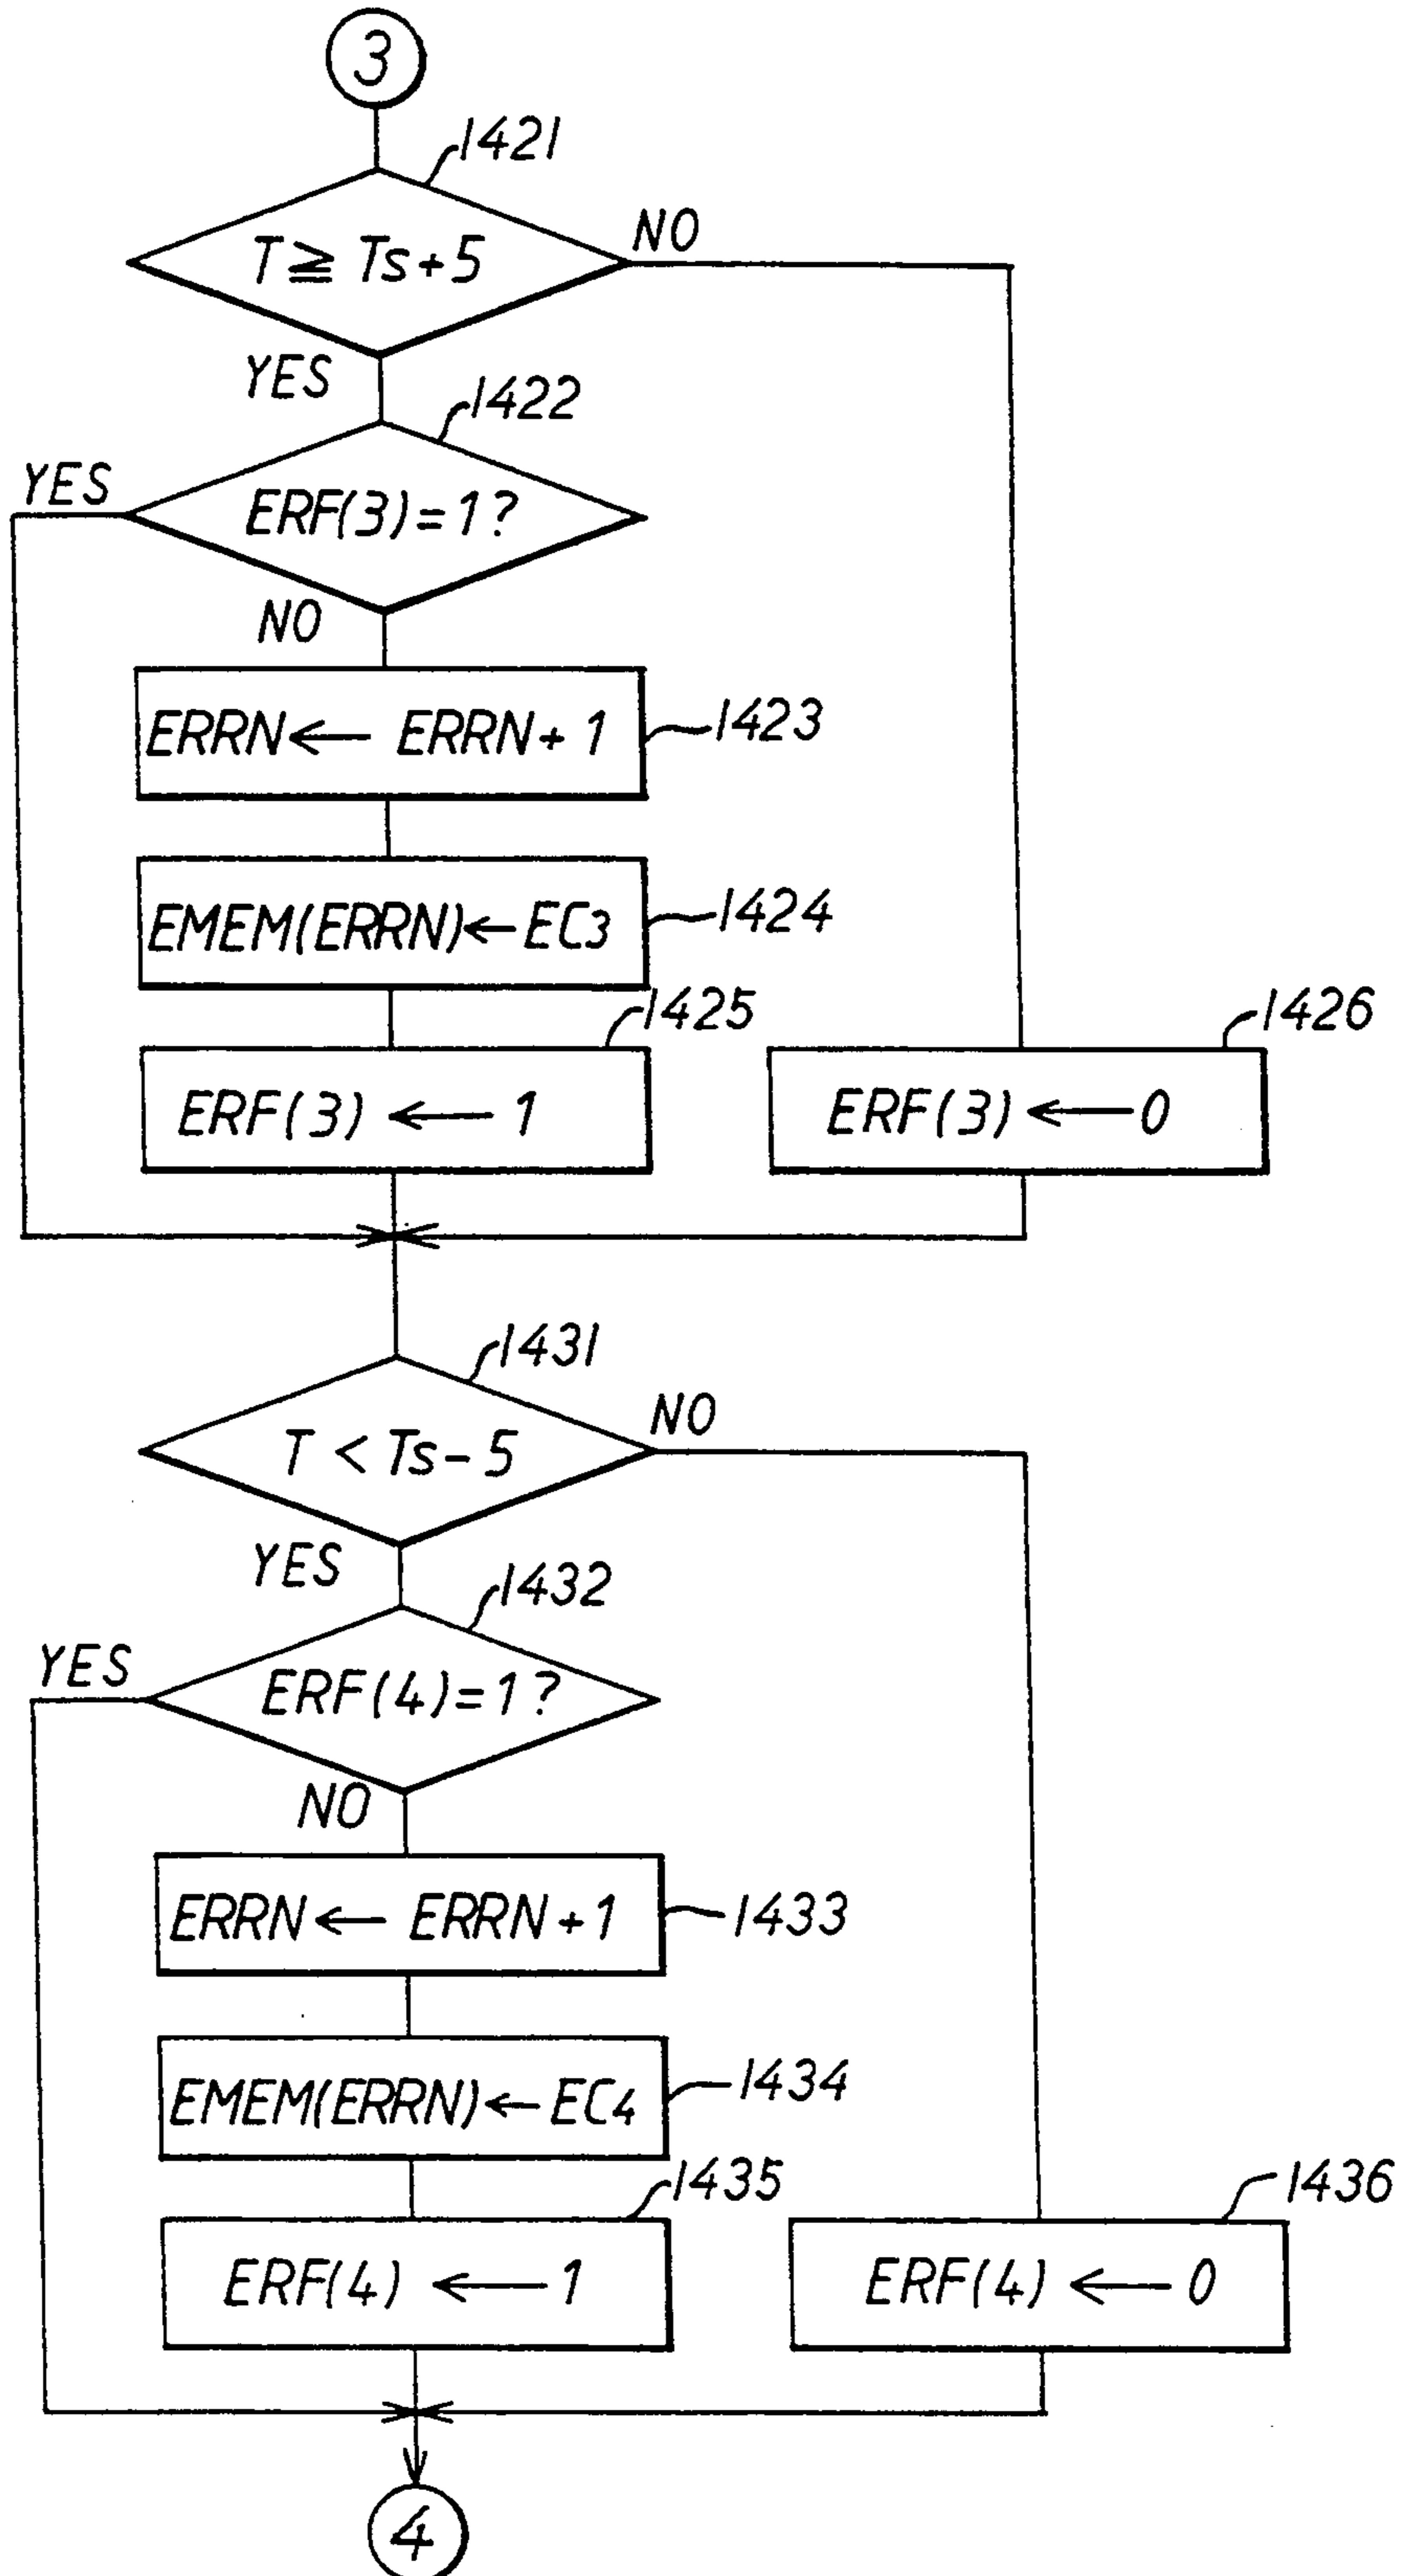 3
1421
T ≧ Ts + 5
NO
YES
1422
YES
ERF(3) = 1 ?
NO
ERRN ← ERRN + 1
1423
EMEM(ERRN) ← EC3
1424
1425
1426
ERF(3) ← 1
ERF(3) ← 0
1431
T < Ts - 5
NO
YES
1432
YES
ERF(4) = 1 ?
NO
ERRN ← ERRN + 1
1433
EMEM(ERRN) ← EC4
1434
1435
1436
ERF(4) ← 1
ERF(4) ← 0
4